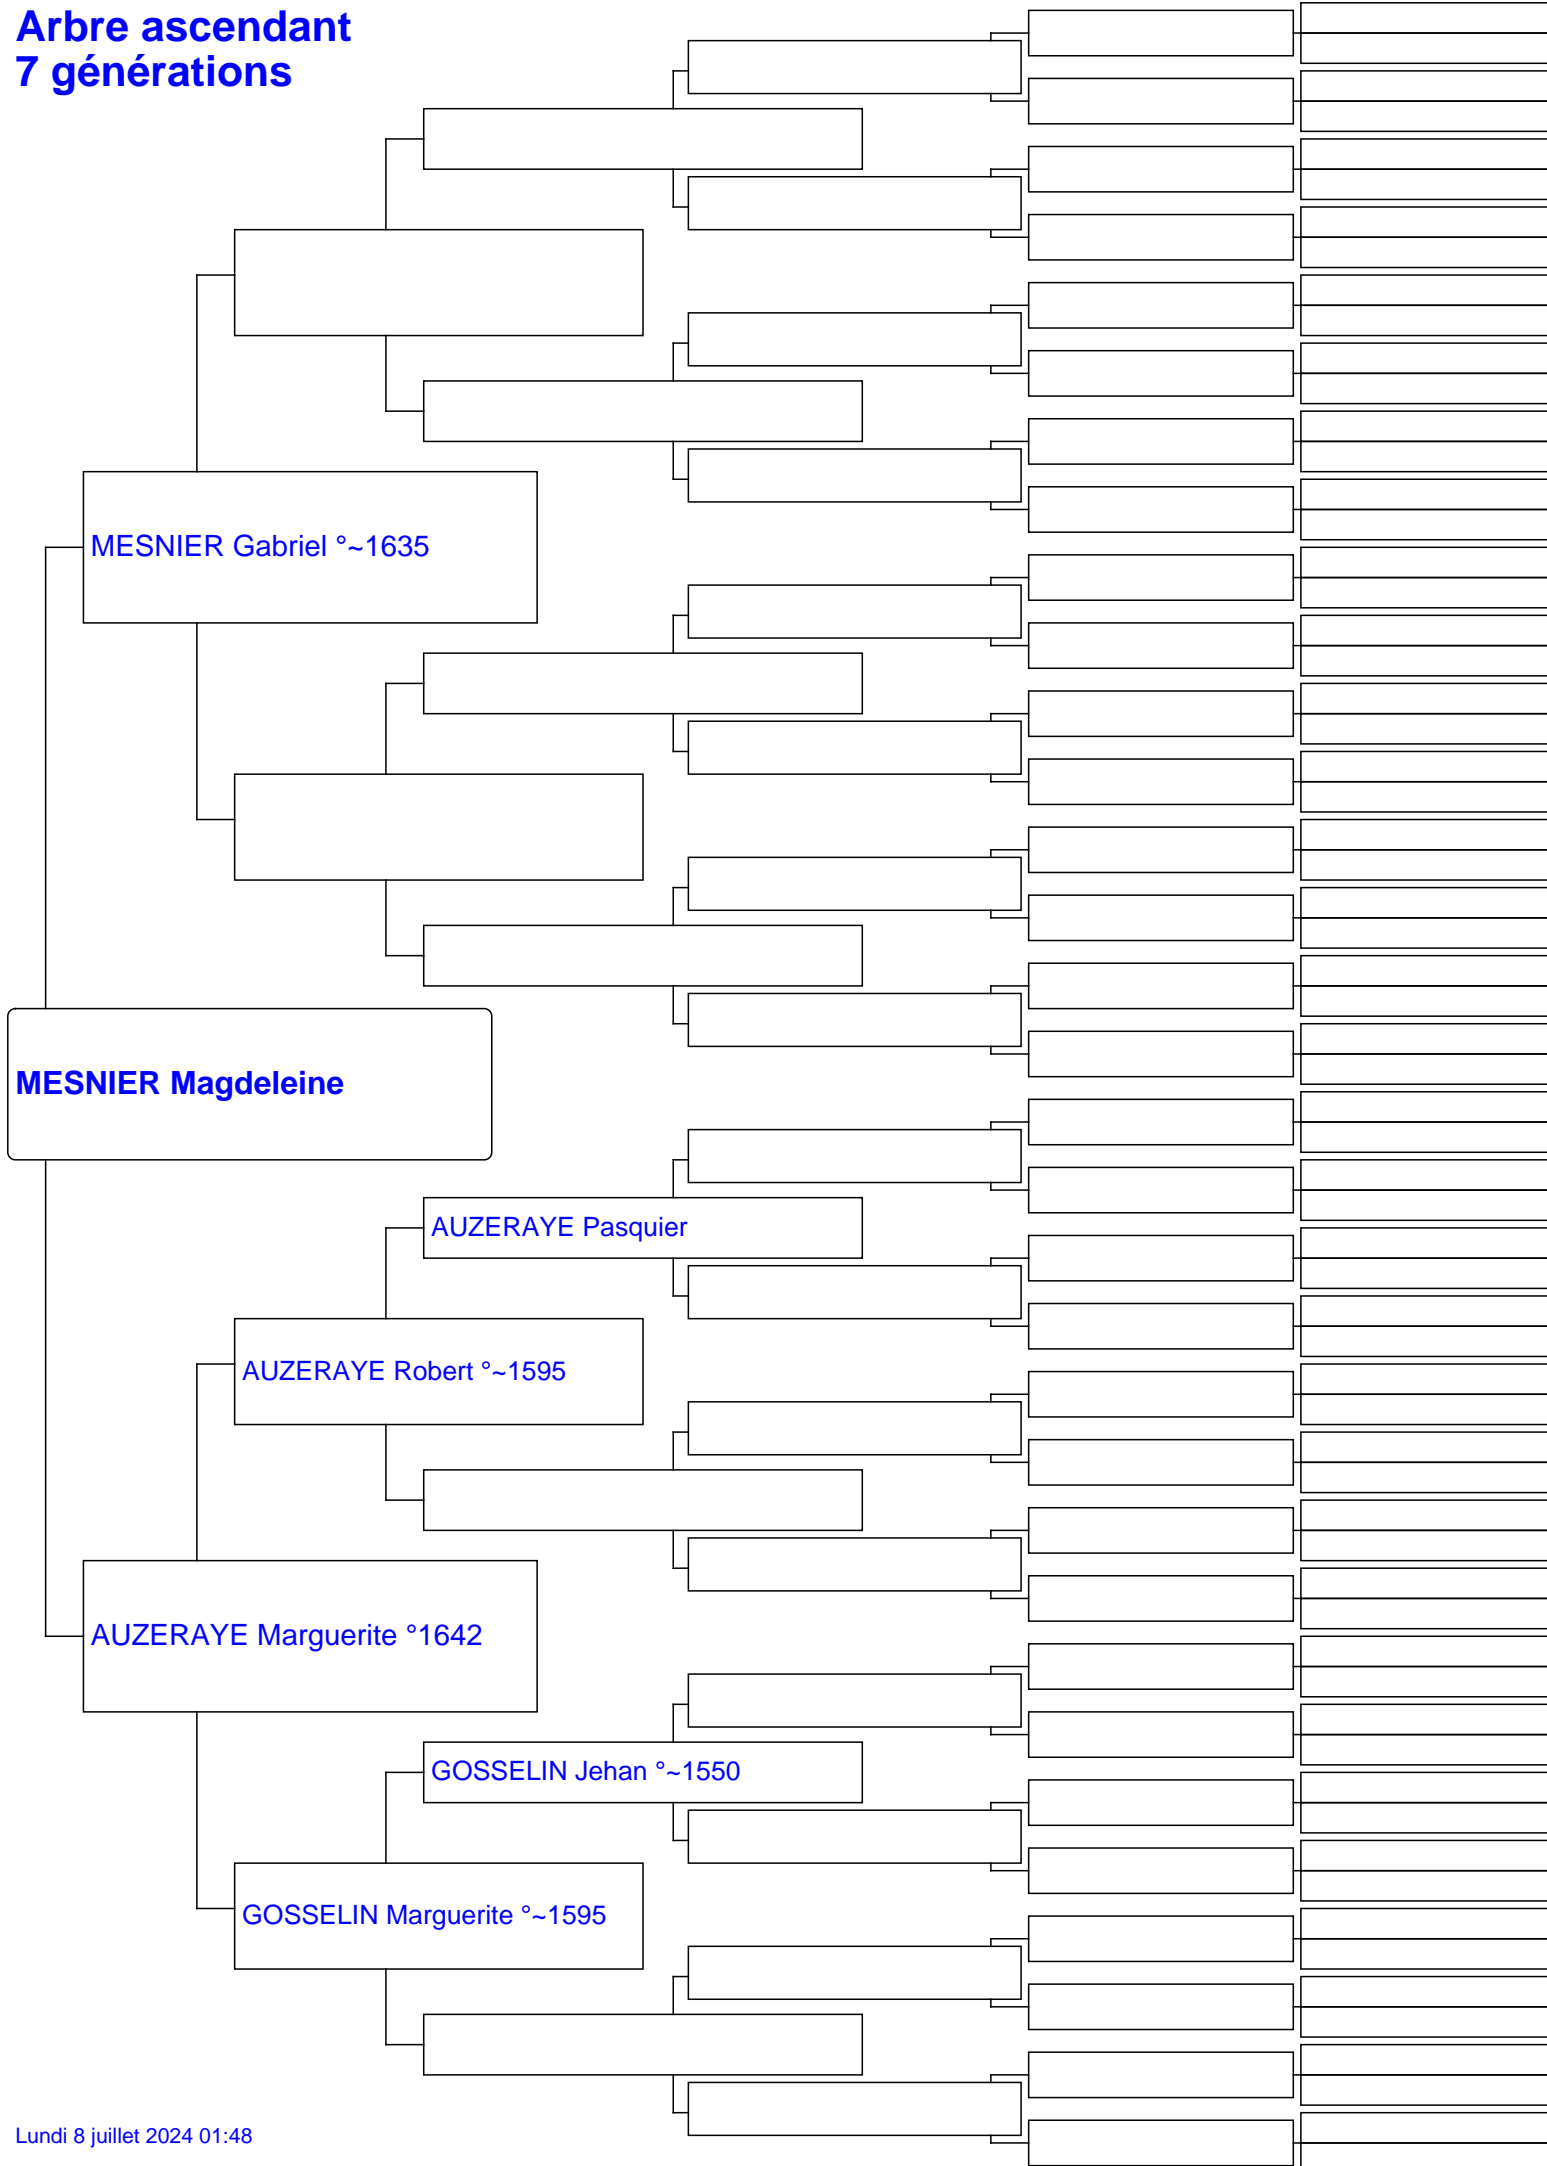 Arbre ascendant
7 générations
MESNIER Gabriel °~1635
MESNIER Magdeleine
AUZERAYE Pasquier
AUZERAYE Robert °~1595
AUZERAYE Marguerite °1642
GOSSELIN Jehan °~1550
GOSSELIN Marguerite °~1595
Lundi 8 juillet 2024 01:48